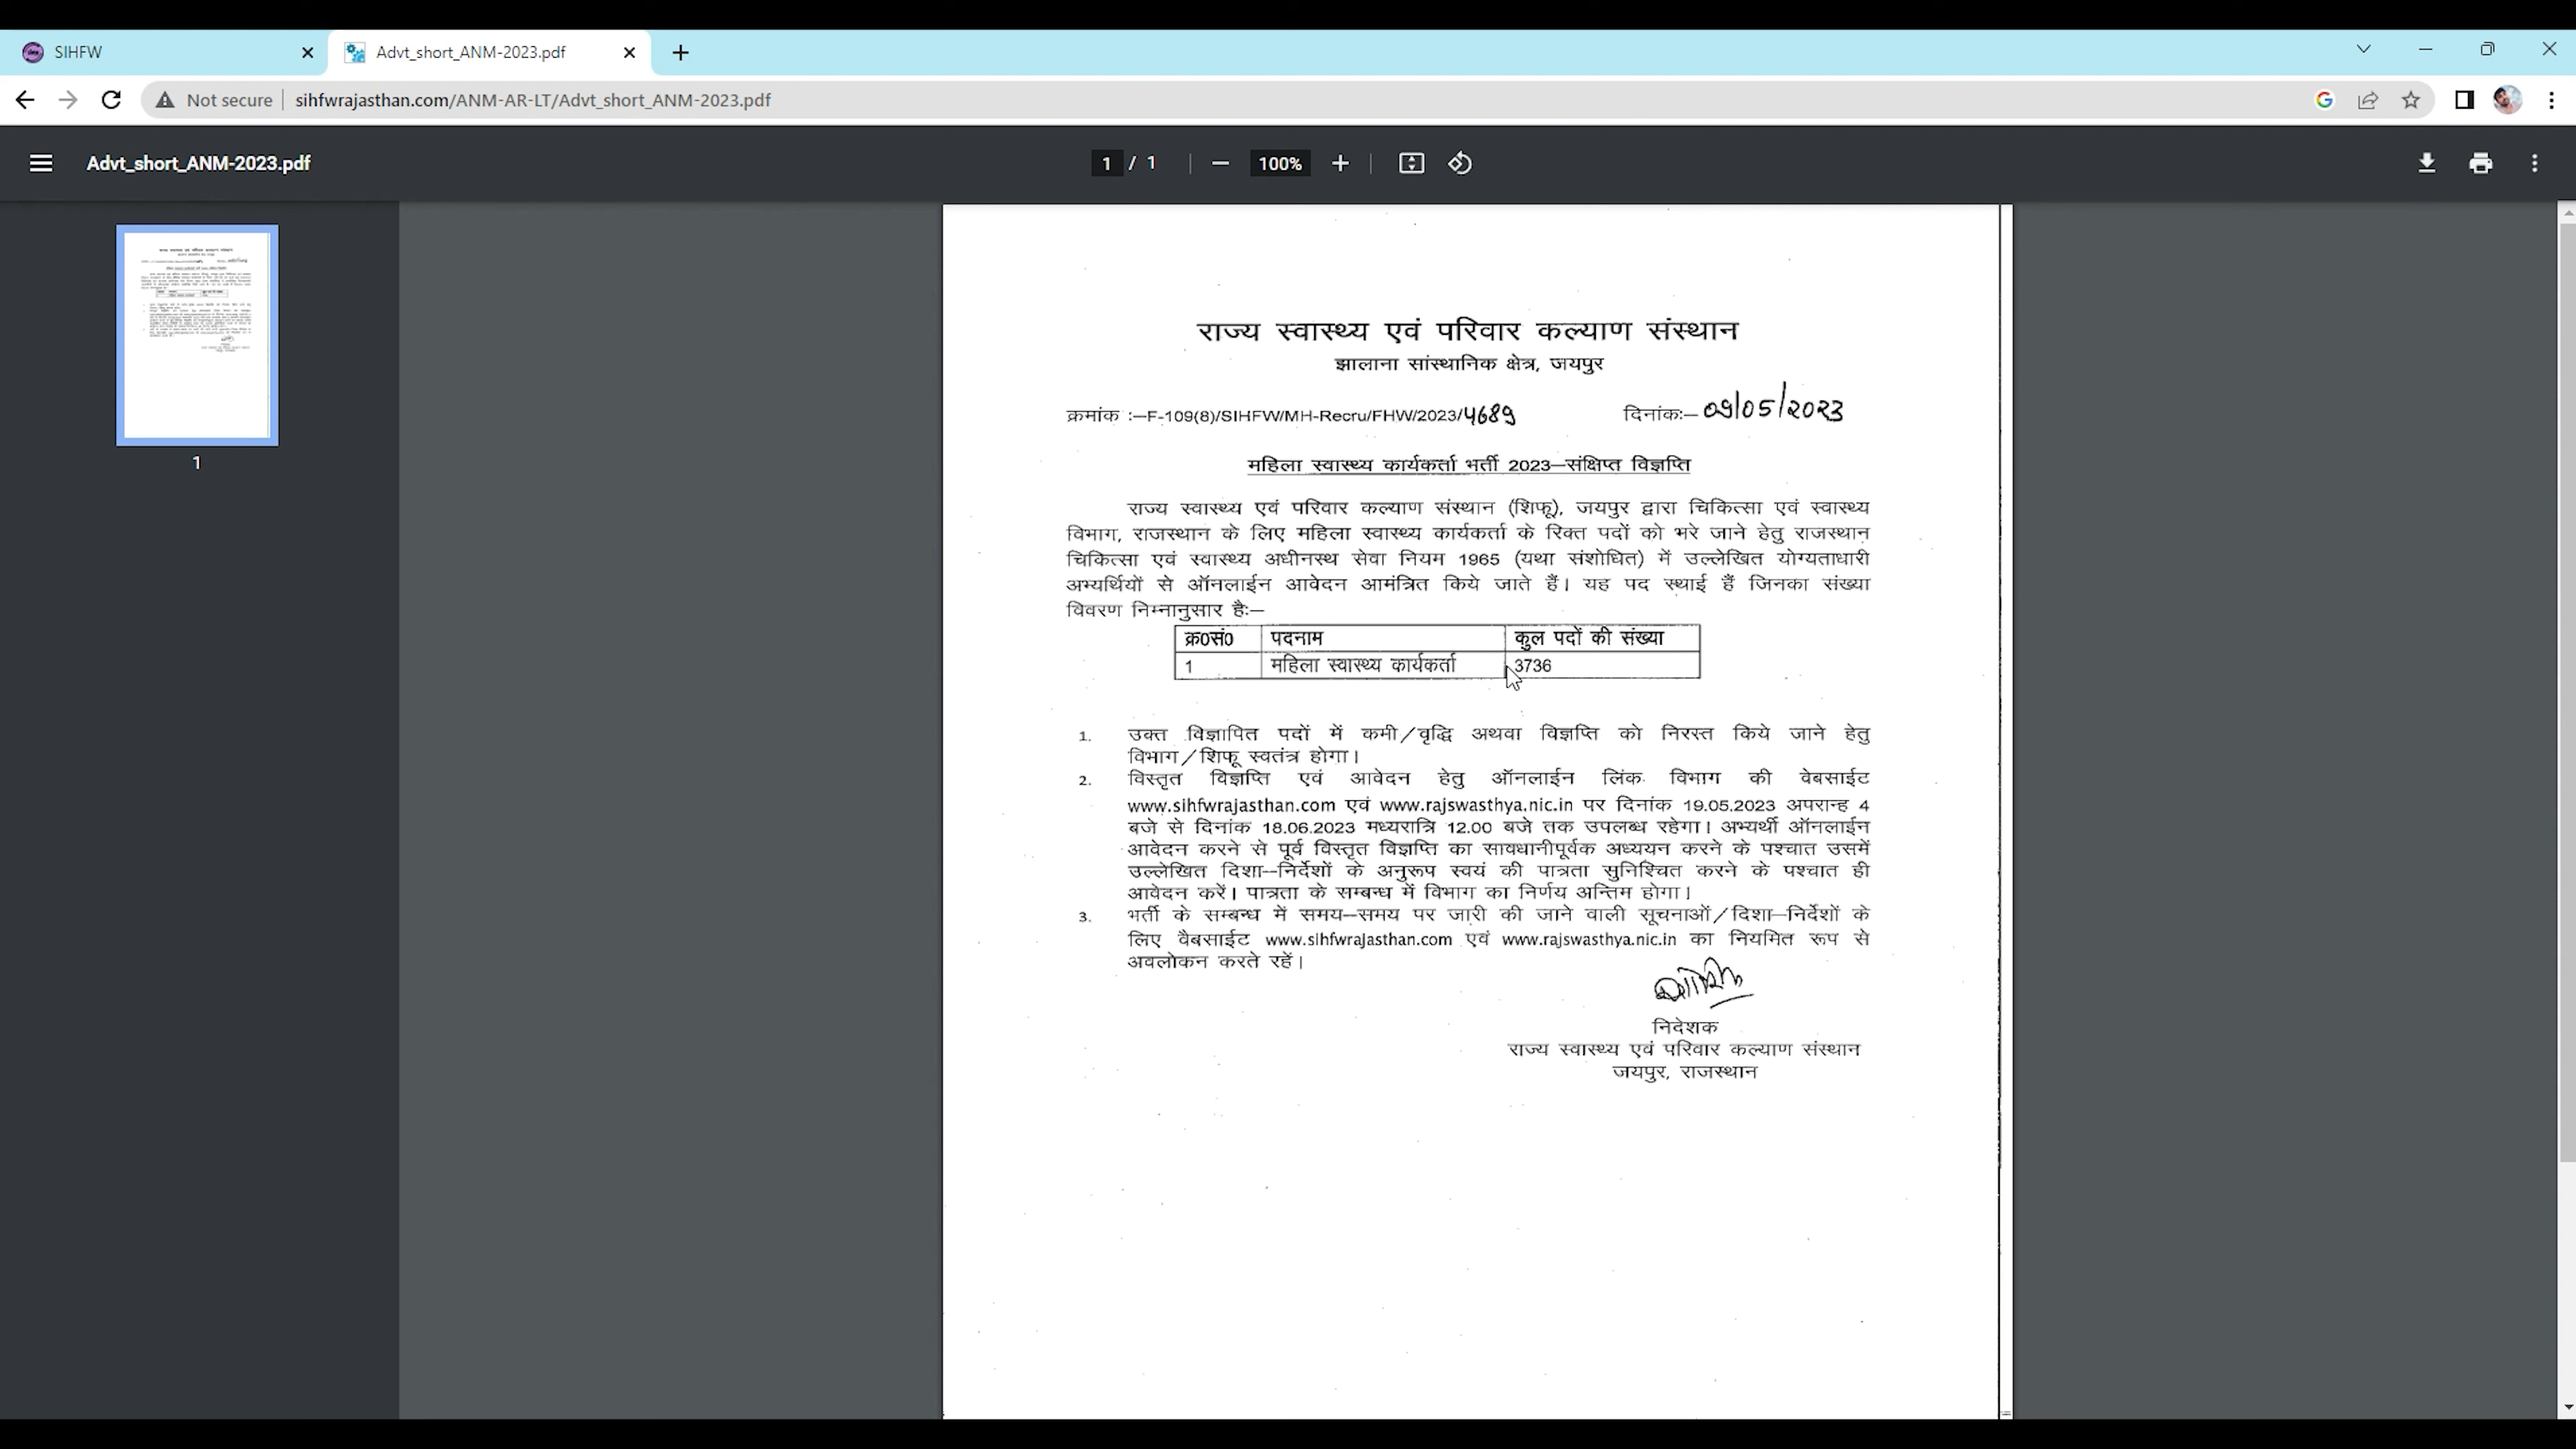 SIHFW
Advt_short_ANM-2023.pdf
Not secure
sihfwrajasthan.com/ANM-AR-LT/Advt_short_ANM-2023.pdf
Advt_short_ANM-2023.pdf
1 / 1
100%
1
राज्य स्वास्थ्य एवं परिवार कल्याण संस्थान
झालाना सांस्थानिक क्षेत्र, जयपुर
क्रमांक :–F-109(8)/SIHFW/MH-Recru/FHW/2023/4689 दिनांकः– 09/05/2023
महिला स्वास्थ्य कार्यकर्ता भर्ती 2023–संक्षिप्त विज्ञप्ति
राज्य स्वास्थ्य एवं परिवार कल्याण संस्थान (शिफू), जयपुर द्वारा चिकित्सा एवं स्वास्थ्य
विभाग, राजस्थान के लिए महिला स्वास्थ्य कार्यकर्ता के रिक्त पदों को भरे जाने हेतु राजस्थान
चिकित्सा एवं स्वास्थ्य अधीनस्थ सेवा नियम 1965 (यथा संशोधित) में उल्लेखित योग्यताधारी
अभ्यर्थियों से ऑनलाईन आवेदन आमंत्रित किये जाते हैं। यह पद स्थाई हैं जिनका संख्या
विवरण निम्नानुसार है:–
क्र0सं0 पदनाम कुल पदों की संख्या
1 महिला स्वास्थ्य कार्यकर्ता 3736
1. उक्त विज्ञापित पदों में कमी/वृद्धि अथवा विज्ञप्ति को निरस्त किये जाने हेतु
विभाग/शिफू स्वतंत्र होगा।
2. विस्तृत विज्ञप्ति एवं आवेदन हेतु ऑनलाईन लिंक विभाग की वेबसाईट
www.sihfwrajasthan.com एवं www.rajswasthya.nic.in पर दिनांक 19.05.2023 अपरान्ह 4
बजे से दिनांक 18.06.2023 मध्यरात्रि 12.00 बजे तक उपलब्ध रहेगा। अभ्यर्थी ऑनलाईन
आवेदन करने से पूर्व विस्तृत विज्ञप्ति का सावधानीपूर्वक अध्ययन करने के पश्चात उसमें
उल्लेखित दिशा–निर्देशों के अनुरूप स्वयं की पात्रता सुनिश्चित करने के पश्चात ही
आवेदन करें। पात्रता के सम्बन्ध में विभाग का निर्णय अन्तिम होगा।
3. भर्ती के सम्बन्ध में समय–समय पर जारी की जाने वाली सूचनाओं/दिशा–निर्देशों के
लिए वैबसाईट www.sihfwrajasthan.com एवं www.rajswasthya.nic.in का नियमित रूप से
अवलोकन करते रहें।
निदेशक
राज्य स्वास्थ्य एवं परिवार कल्याण संस्थान
जयपुर, राजस्थान